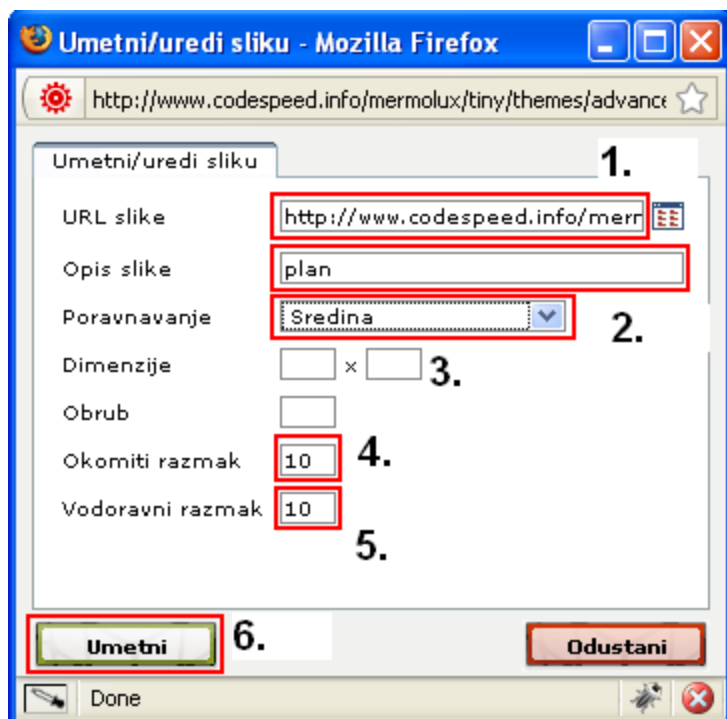 Umetni/uredi sliku - Mozilla Firefox
http://www.codespeed.info/mermolux/tiny/themes/advance
Umetni/uredi sliku
1.
URL slike http://www.codespeed.info/merm
Opis slike plan
Poravnavanje Sredina
2.
Dimenzije x 3.
Obrub
Okomiti razmak 10 4.
Vodoravni razmak 10
5.
Umetni 6. Odustani
Done